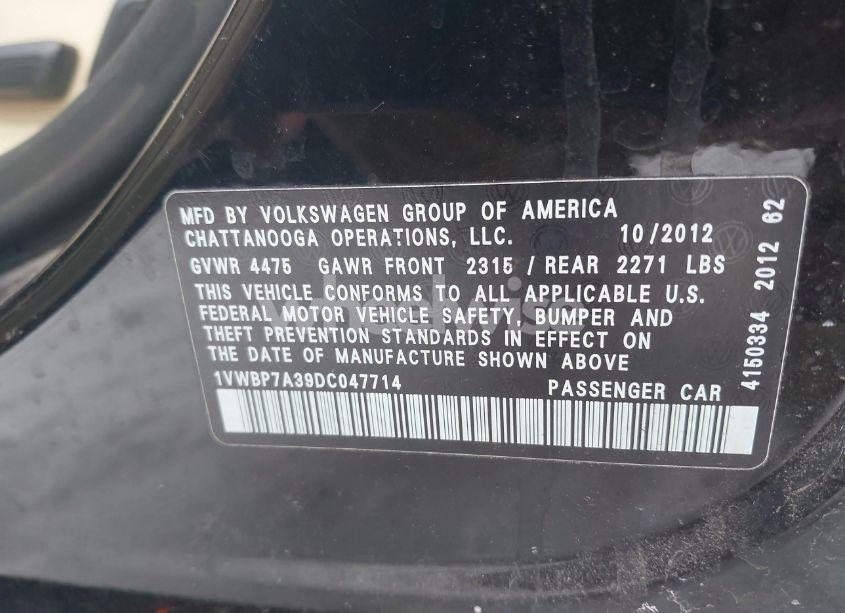 MFD BY VOLKSWAGEN GROUP OF AMERICA
CHATTANOOGA OPERATIONS, LLC. 10/2012
GVWR 4475 GAWR FRONT 2315 / REAR 2271 LBS
THIS VEHICLE CONFORMS TO ALL APPLICABLE U.S.
FEDERAL MOTOR VEHICLE SAFETY, BUMPER AND
THEFT PREVENTION STANDARDS IN EFFECT ON
THE DATE OF MANUFACTURE SHOWN ABOVE
1VWBP7A39DC047714 PASSENGER CAR
4150334 2012 62